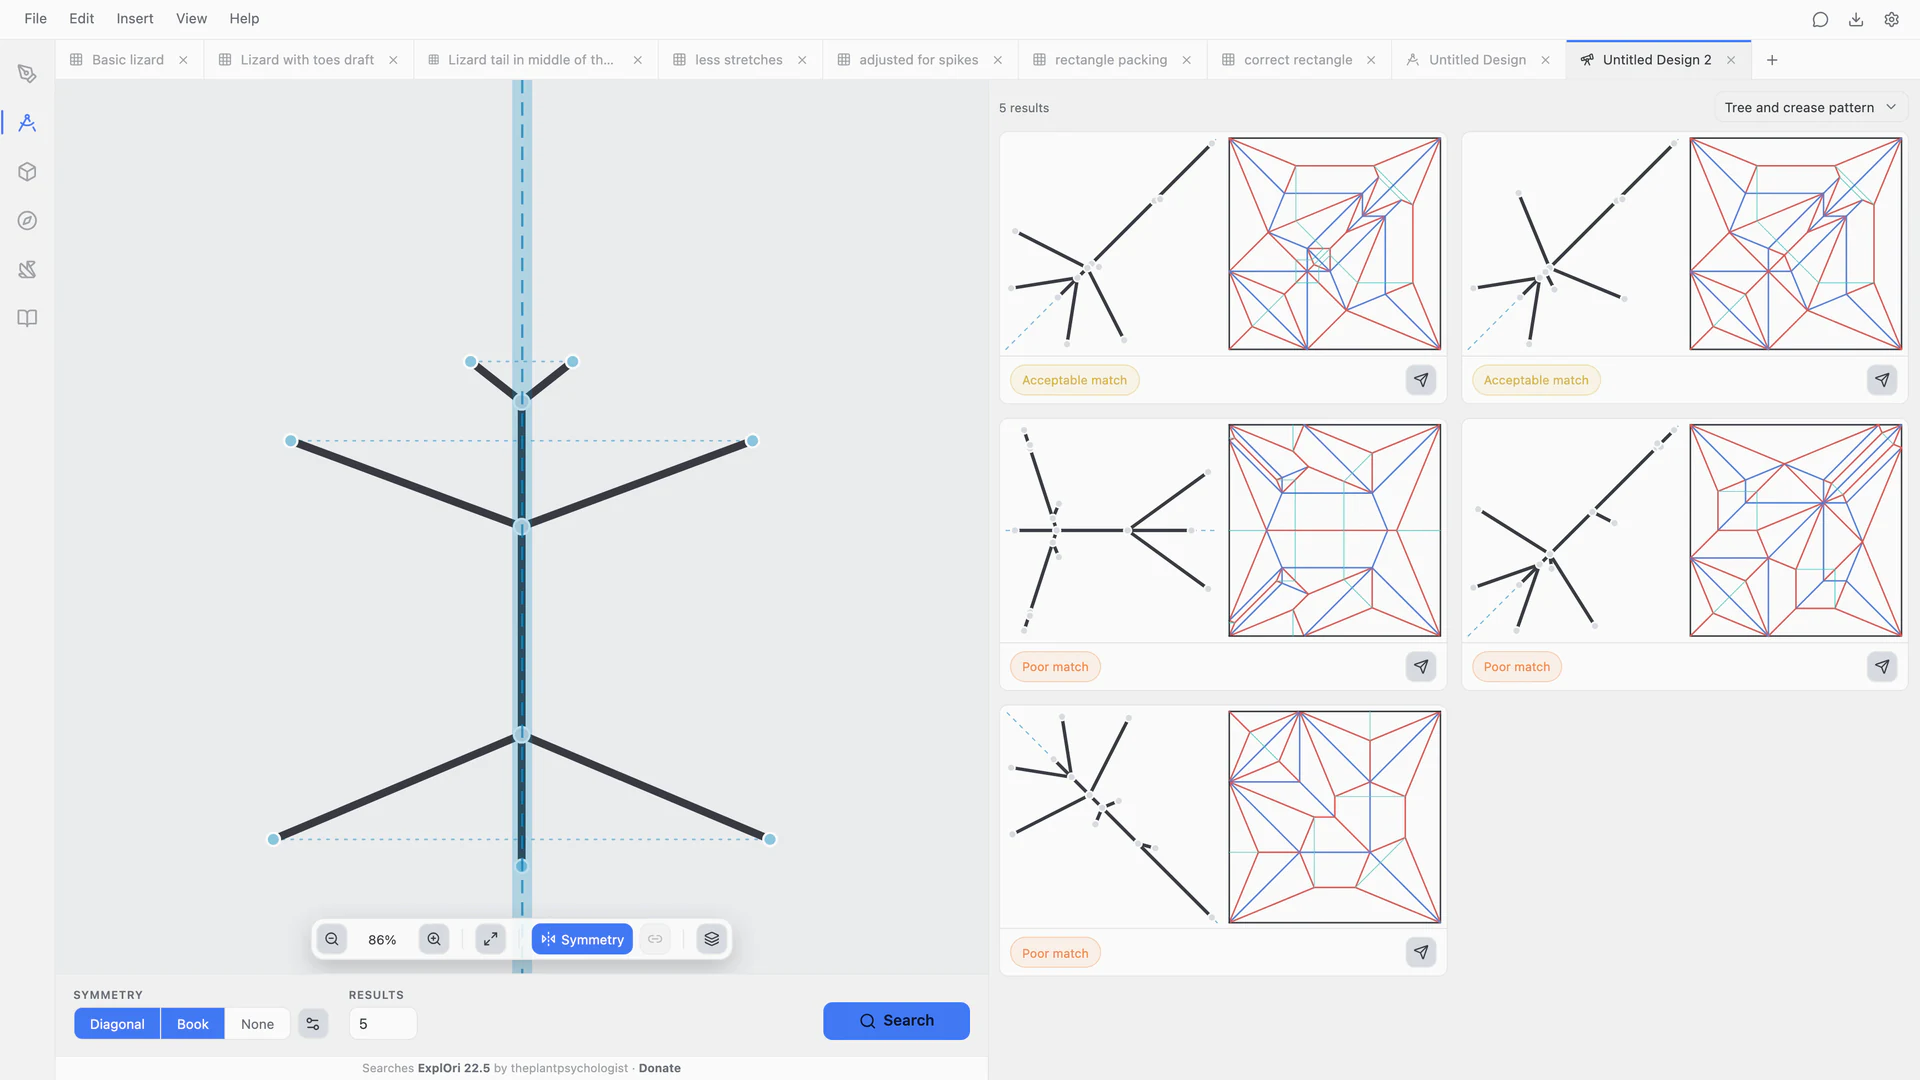 File Edit Insert View Help
Basic lizard
Lizard with toes draft
Lizard tail in middle of th...
less stretches
adjusted for spikes
rectangle packing
correct rectangle
Untitled Design
Untitled Design 2
5 results
Tree and crease pattern
Acceptable match
Acceptable match
Poor match
Poor match
Poor match
86%
Symmetry
SYMMETRY
RESULTS
Diagonal
Book
None
5
Search
Searches ExplOri 22.5 by theplantpsychologist · Donate